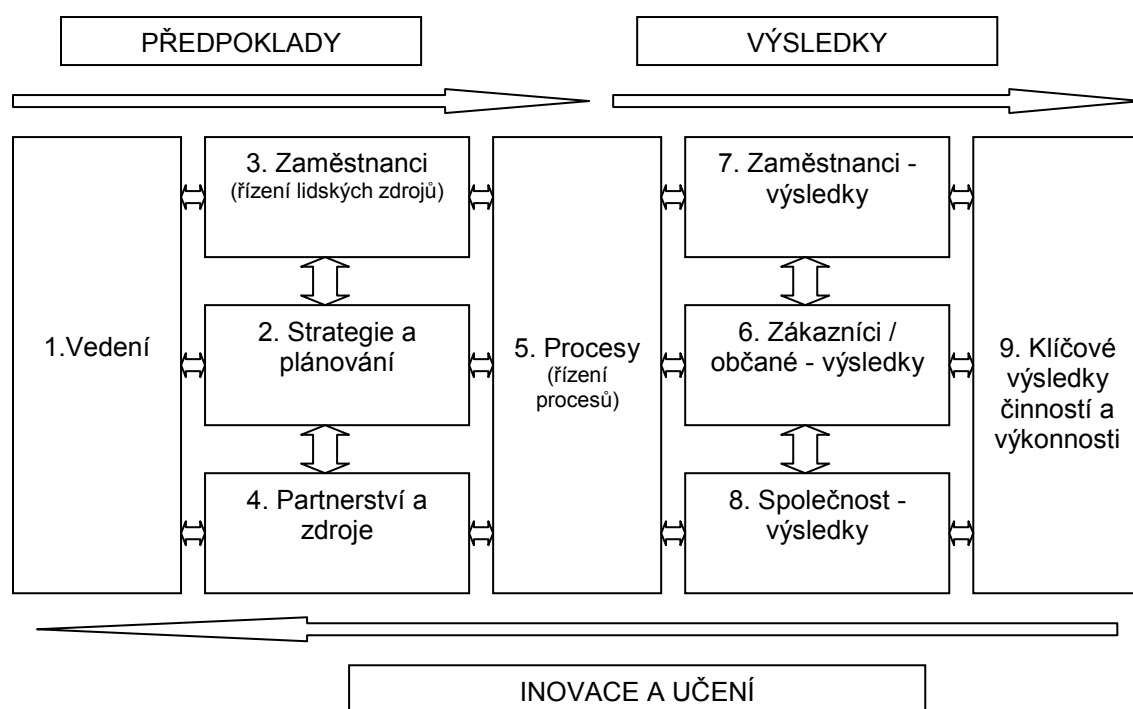 PŘEDPOKLADY
VÝSLEDKY
1.Vedení
3. Zaměstnanci
(řízení lidských zdrojů)
2. Strategie a
plánování
4. Partnerství a
zdroje
5. Procesy
(řízení
procesů)
7. Zaměstnanci -
výsledky
6. Zákazníci /
občané - výsledky
8. Společnost -
výsledky
9. Klíčové
výsledky
činností a
výkonnosti
INOVACE A UČENÍ